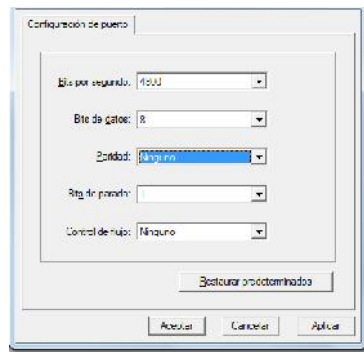 Configuración de puerto
Bits por segundo: 4800
Bits de datos: 8
Paridad: Ninguno
Bits de parada: 1
Control de flujo: Ninguno
Restaurar predeterminados
Aceptar Cancelar Aplicar